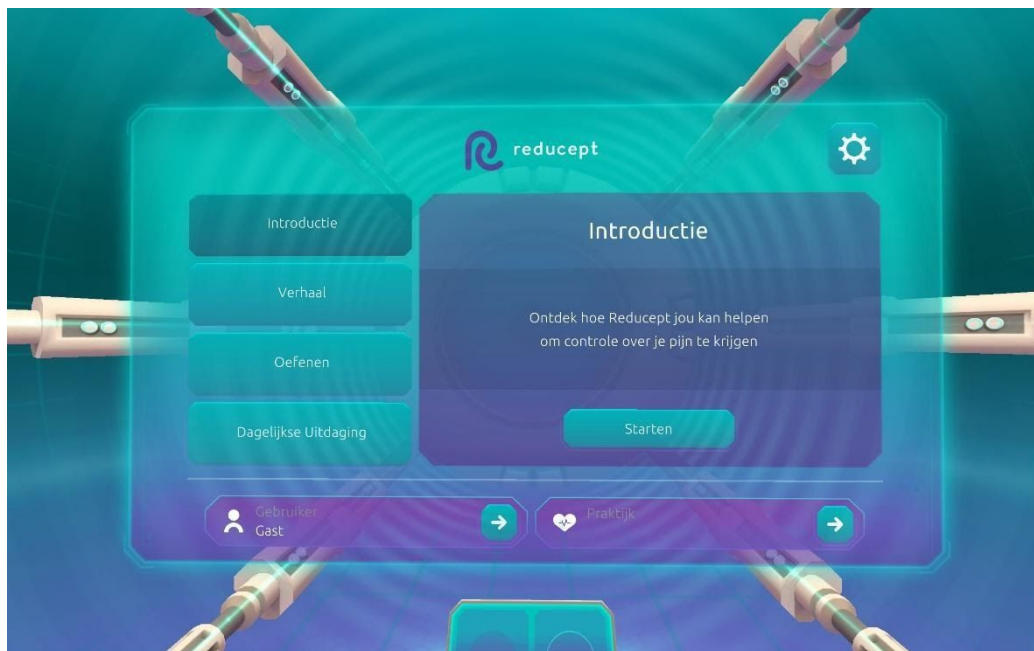 reducept
Introductie
Verhaal
Oefenen
Dagelijkse Uitdaging
Introductie
Ontdek hoe Reducept jou kan helpen
om controle over je pijn te krijgen
Starten
Gebruiker
Gast
Praktijk